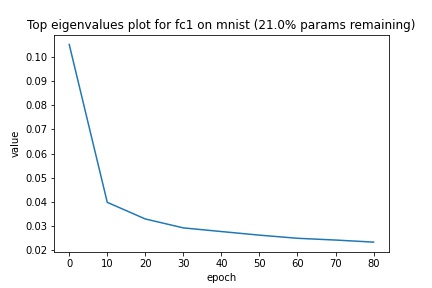 Top eigenvalues plot for fc1 on mnist (21.0% params remaining)
0.10
0.09
0.08
0.07
0.06
0.05
0.04
0.03
0.02
value
0 10 20 30 40 50 60 70 80
epoch